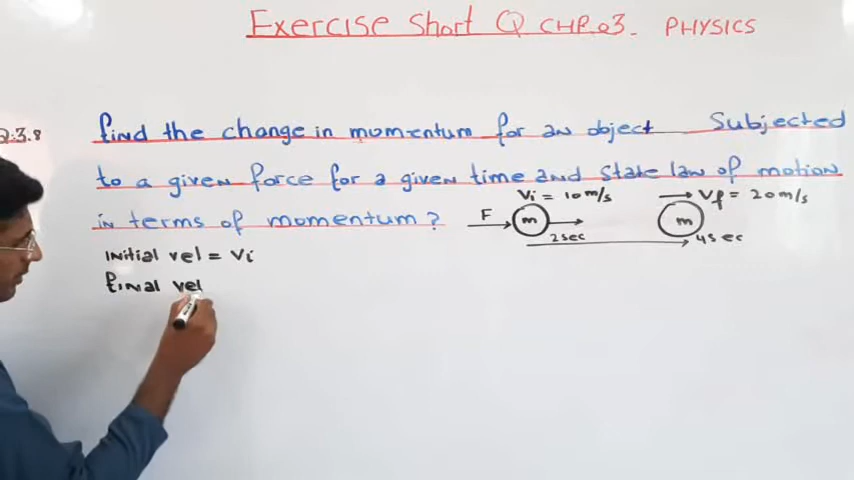 Exercise Short Q CHP.03. PHYSICS
Q.3.8 find the change in momentum for an object Subjected
to a given force for a given time and state law of motion
in terms of momentum?
Vi = 10m/s
Vf = 20m/s
F
m
m
2sec
4sec
Initial vel = Vi
final vel